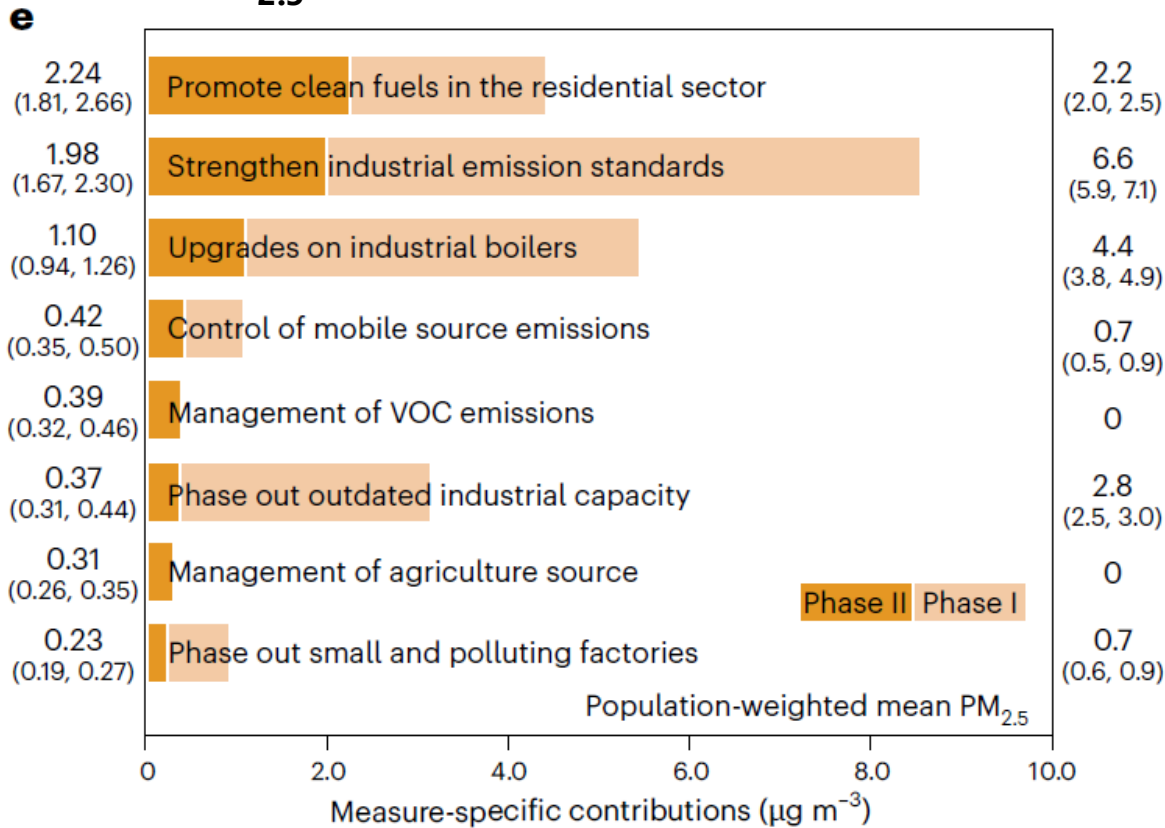 2.5
e
2.24
(1.81, 2.66)
Promote clean fuels in the residential sector
2.2
(2.0, 2.5)
1.98
(1.67, 2.30)
Strengthen industrial emission standards
6.6
(5.9, 7.1)
1.10
(0.94, 1.26)
Upgrades on industrial boilers
4.4
(3.8, 4.9)
0.42
(0.35, 0.50)
Control of mobile source emissions
0.7
(0.5, 0.9)
0.39
(0.32, 0.46)
Management of VOC emissions
0
0.37
(0.31, 0.44)
Phase out outdated industrial capacity
2.8
(2.5, 3.0)
0.31
(0.26, 0.35)
Management of agriculture source
0
Phase II Phase I
0.23
(0.19, 0.27)
Phase out small and polluting factories
0.7
(0.6, 0.9)
Population-weighted mean PM2.5
0 2.0 4.0 6.0 8.0 10.0
Measure-specific contributions (μg m⁻³)